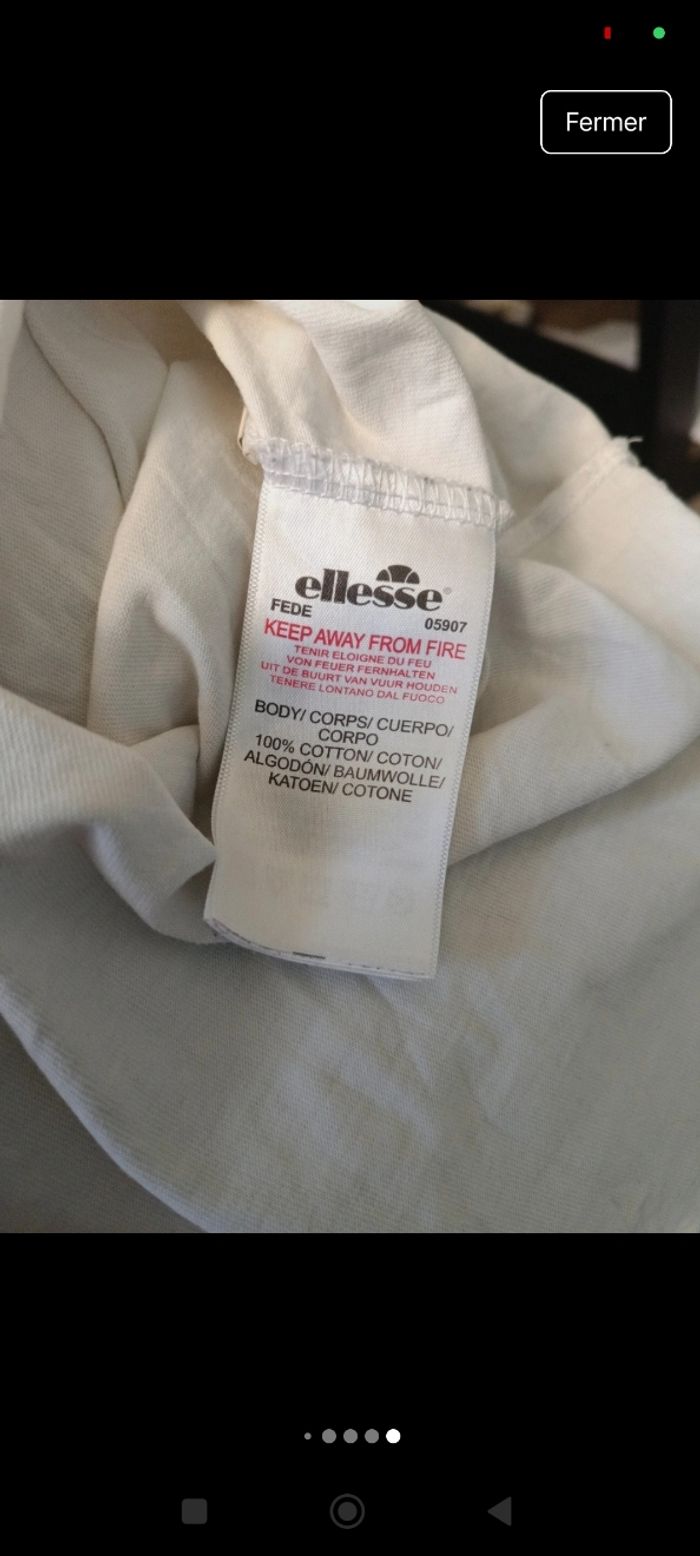 Fermer
ellesse®
FEDE 05907
KEEP AWAY FROM FIRE
TENIR ELOIGNE DU FEU
VON FEUER FERNHALTEN
UIT DE BUURT VAN VUUR HOUDEN
TENERE LONTANO DAL FUOCO
BODY/ CORPS/ CUERPO/
CORPO
100% COTTON/ COTON/
ALGODÓN/ BAUMWOLLE/
KATOEN/ COTONE